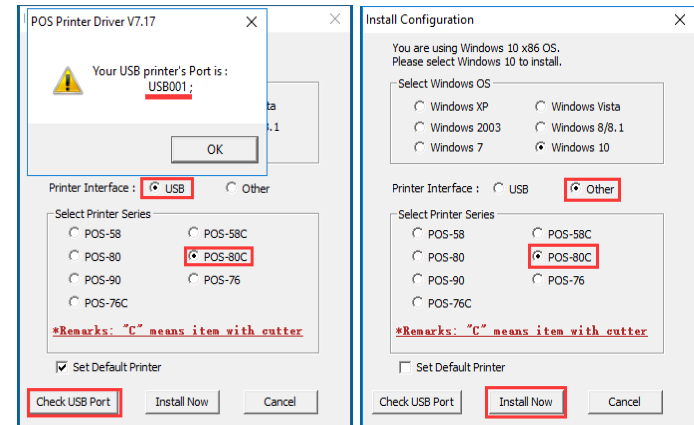 POS Printer Driver V7.17
Your USB printer's Port is :
USB001 ;
OK
ta
.1
Printer Interface : USB Other
Select Printer Series
POS-58 POS-58C
POS-80 POS-80C
POS-90 POS-76
POS-76C
*Remarks: "C" means item with cutter
Set Default Printer
Check USB Port Install Now Cancel
Install Configuration
You are using Windows 10 x86 OS.
Please select Windows 10 to install.
Select Windows OS
Windows XP Windows Vista
Windows 2003 Windows 8/8.1
Windows 7 Windows 10
Printer Interface : USB Other
Select Printer Series
POS-58 POS-58C
POS-80 POS-80C
POS-90 POS-76
POS-76C
*Remarks: "C" means item with cutter
Set Default Printer
Check USB Port Install Now Cancel